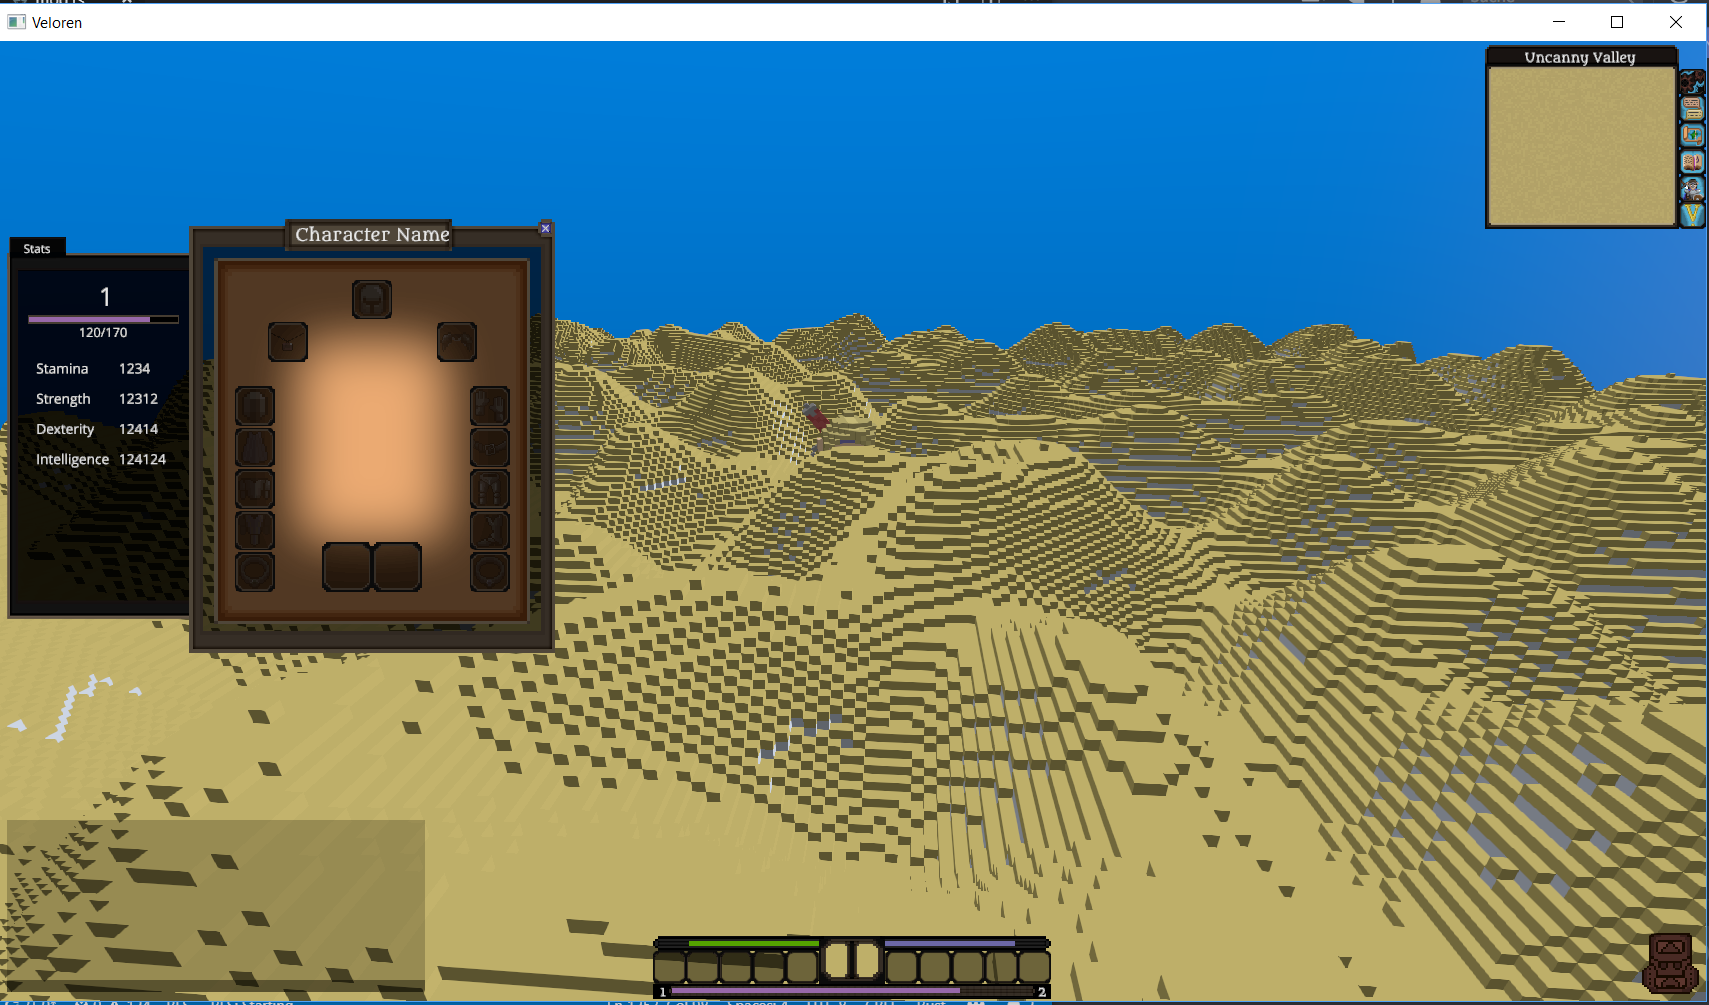 Veloren
Uncanny Valley
Character Name
Stats
1
120/170
Stamina 1234
Strength 12312
Dexterity 12414
Intelligence 124124
1 2